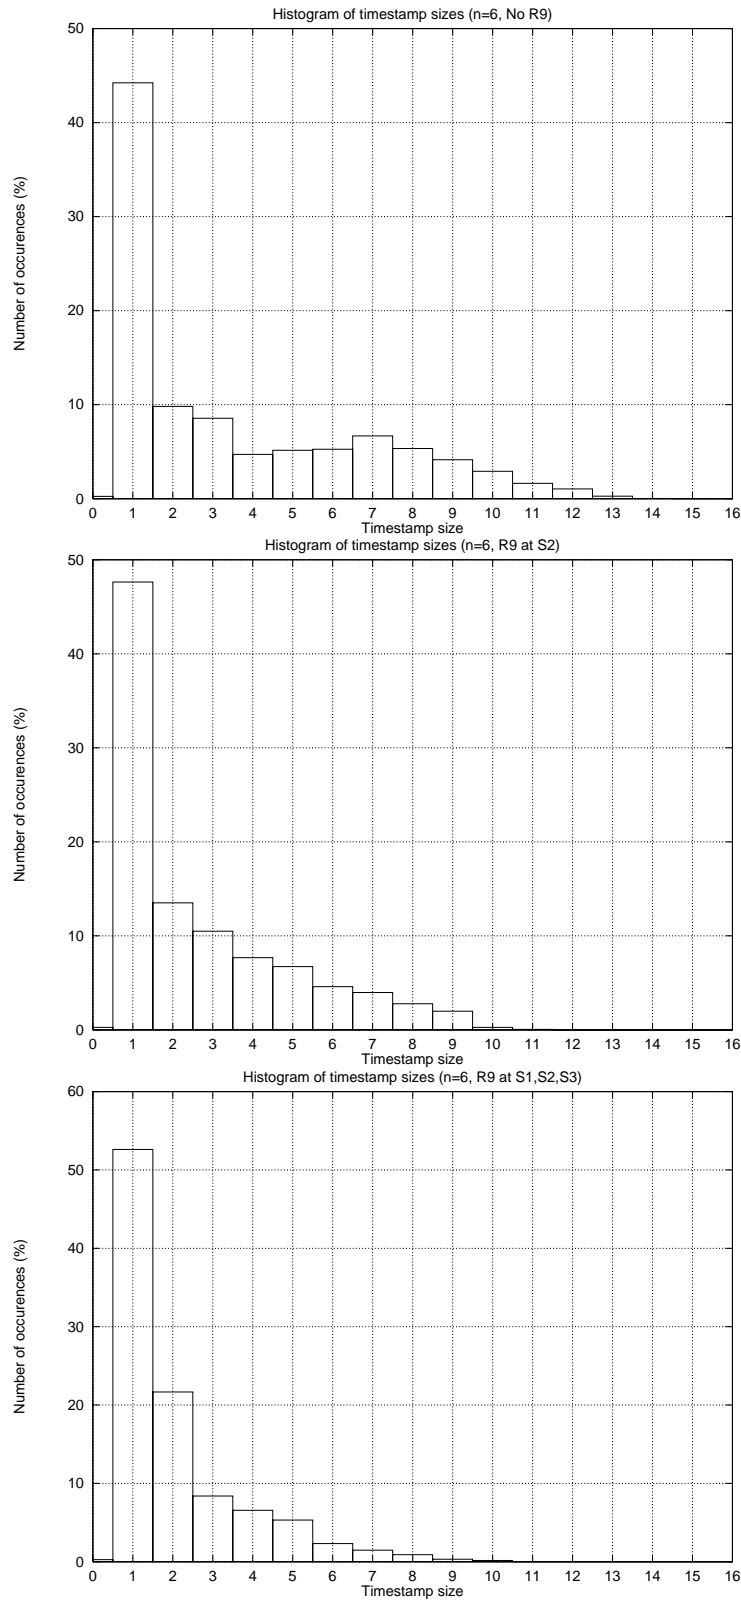 Histogram of timestamp sizes (n=6, No R9)
50
40
30
20
10
0
Number of occurences (%)
0 1 2 3 4 5 6 7 8 9 10 11 12 13 14 15 16
Timestamp size
Histogram of timestamp sizes (n=6, R9 at S2)
50
40
30
20
10
0
Number of occurences (%)
0 1 2 3 4 5 6 7 8 9 10 11 12 13 14 15 16
Timestamp size
Histogram of timestamp sizes (n=6, R9 at S1,S2,S3)
60
50
40
30
20
10
0
Number of occurences (%)
0 1 2 3 4 5 6 7 8 9 10 11 12 13 14 15 16
Timestamp size